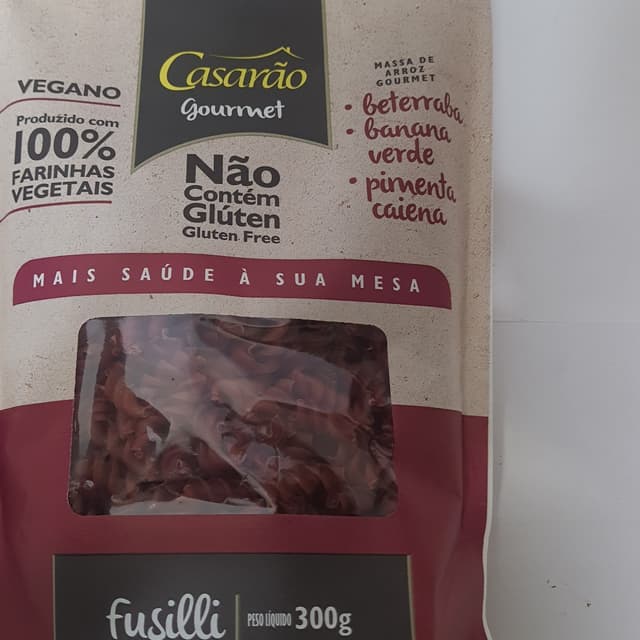 Casarão
gourmet
VEGANO
Produzido com
100%
FARINHAS
VEGETAIS
Não
Contém
Glúten
Gluten Free
MASSA DE
ARROZ
GOURMET
• beterraba
• banana
verde
• pimenta
caiena
MAIS SAÚDE À SUA MESA
fusilli
PESO LÍQUIDO 300g